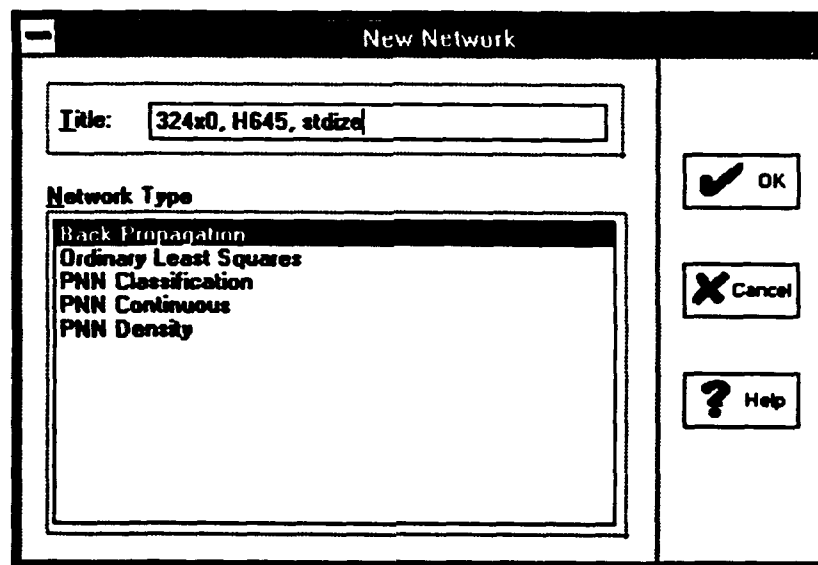 New Network
Title: 324x0, H645, stdize
Network Type
Back Propagation
Ordinary Least Squares
PNN Classification
PNN Continuous
PNN Density
OK
Cancel
Help